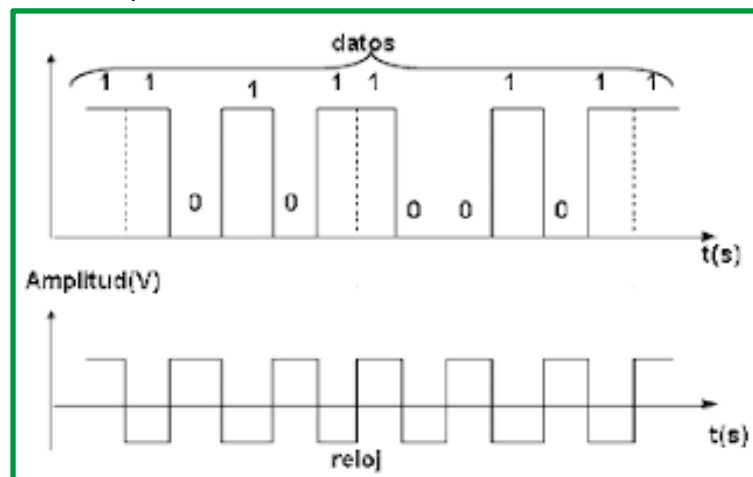 datos
1 1 1 1 1 1 1 1
0 0 0 0 0
t(s)
Amplitud(V)
t(s)
reloj